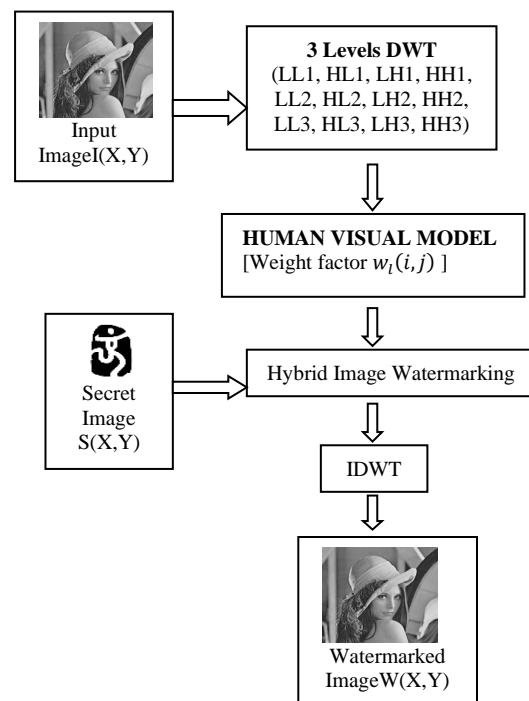 Input
ImageI(X,Y)
3 Levels DWT
(LL1, HL1, LH1, HH1,
LL2, HL2, LH2, HH2,
LL3, HL3, LH3, HH3)
HUMAN VISUAL MODEL
[Weight factor w_l(i,j) ]
Secret
Image
S(X,Y)
Hybrid Image Watermarking
IDWT
Watermarked
ImageW(X,Y)